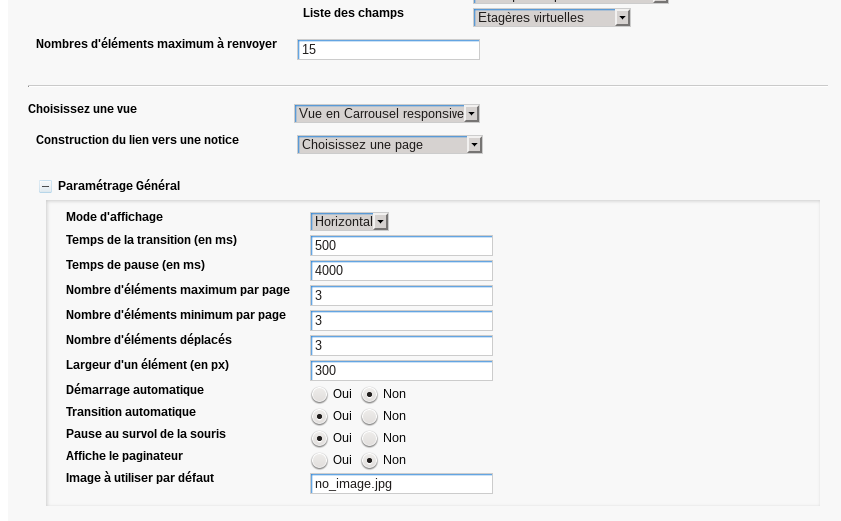 Liste des champs
Etagères virtuelles
Nombres d'éléments maximum à renvoyer
15
Choisissez une vue
Vue en Carrousel responsive
Construction du lien vers une notice
Choisissez une page
Paramétrage Général
Mode d'affichage
Horizontal
Temps de la transition (en ms)
500
Temps de pause (en ms)
4000
Nombre d'éléments maximum par page
3
Nombre d'éléments minimum par page
3
Nombre d'éléments déplacés
3
Largeur d'un élément (en px)
300
Démarrage automatique
Oui Non
Transition automatique
Oui Non
Pause au survol de la souris
Oui Non
Affiche le paginateur
Oui Non
Image à utiliser par défaut
no_image.jpg